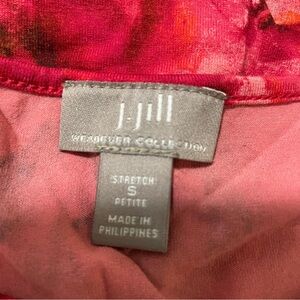 j.jill
WEAREVER COLLECTION
STRETCH
S
PETITE
MADE IN
PHILIPPINES